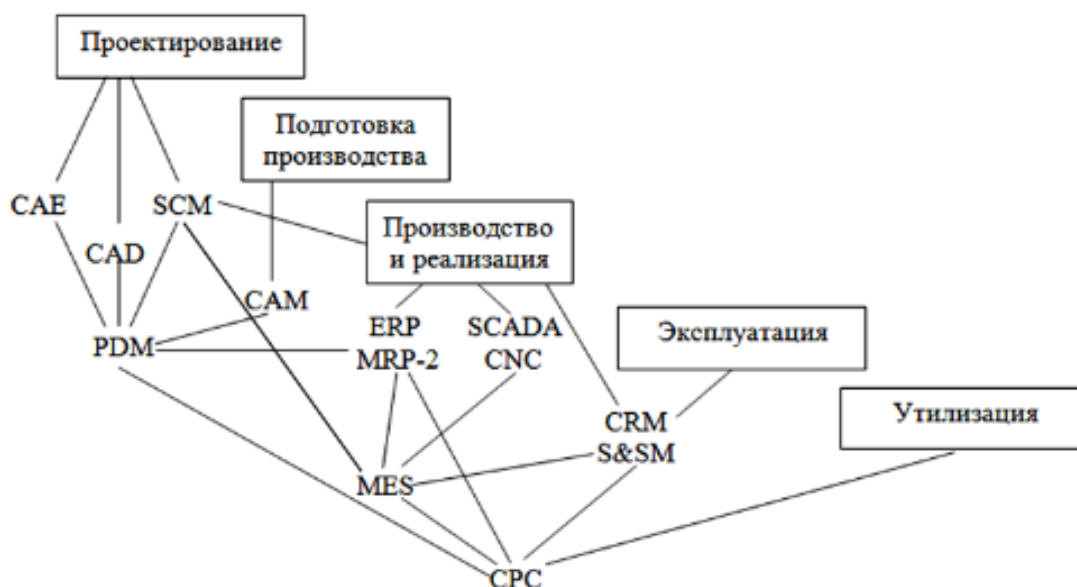 Проектирование
Подготовка
производства
CAE
SCM
Производство
и реализация
CAD
CAM
ERP
SCADA
Эксплуатация
PDM
MRP-2
CNC
Утилизация
CRM
S&SM
MES
CPC